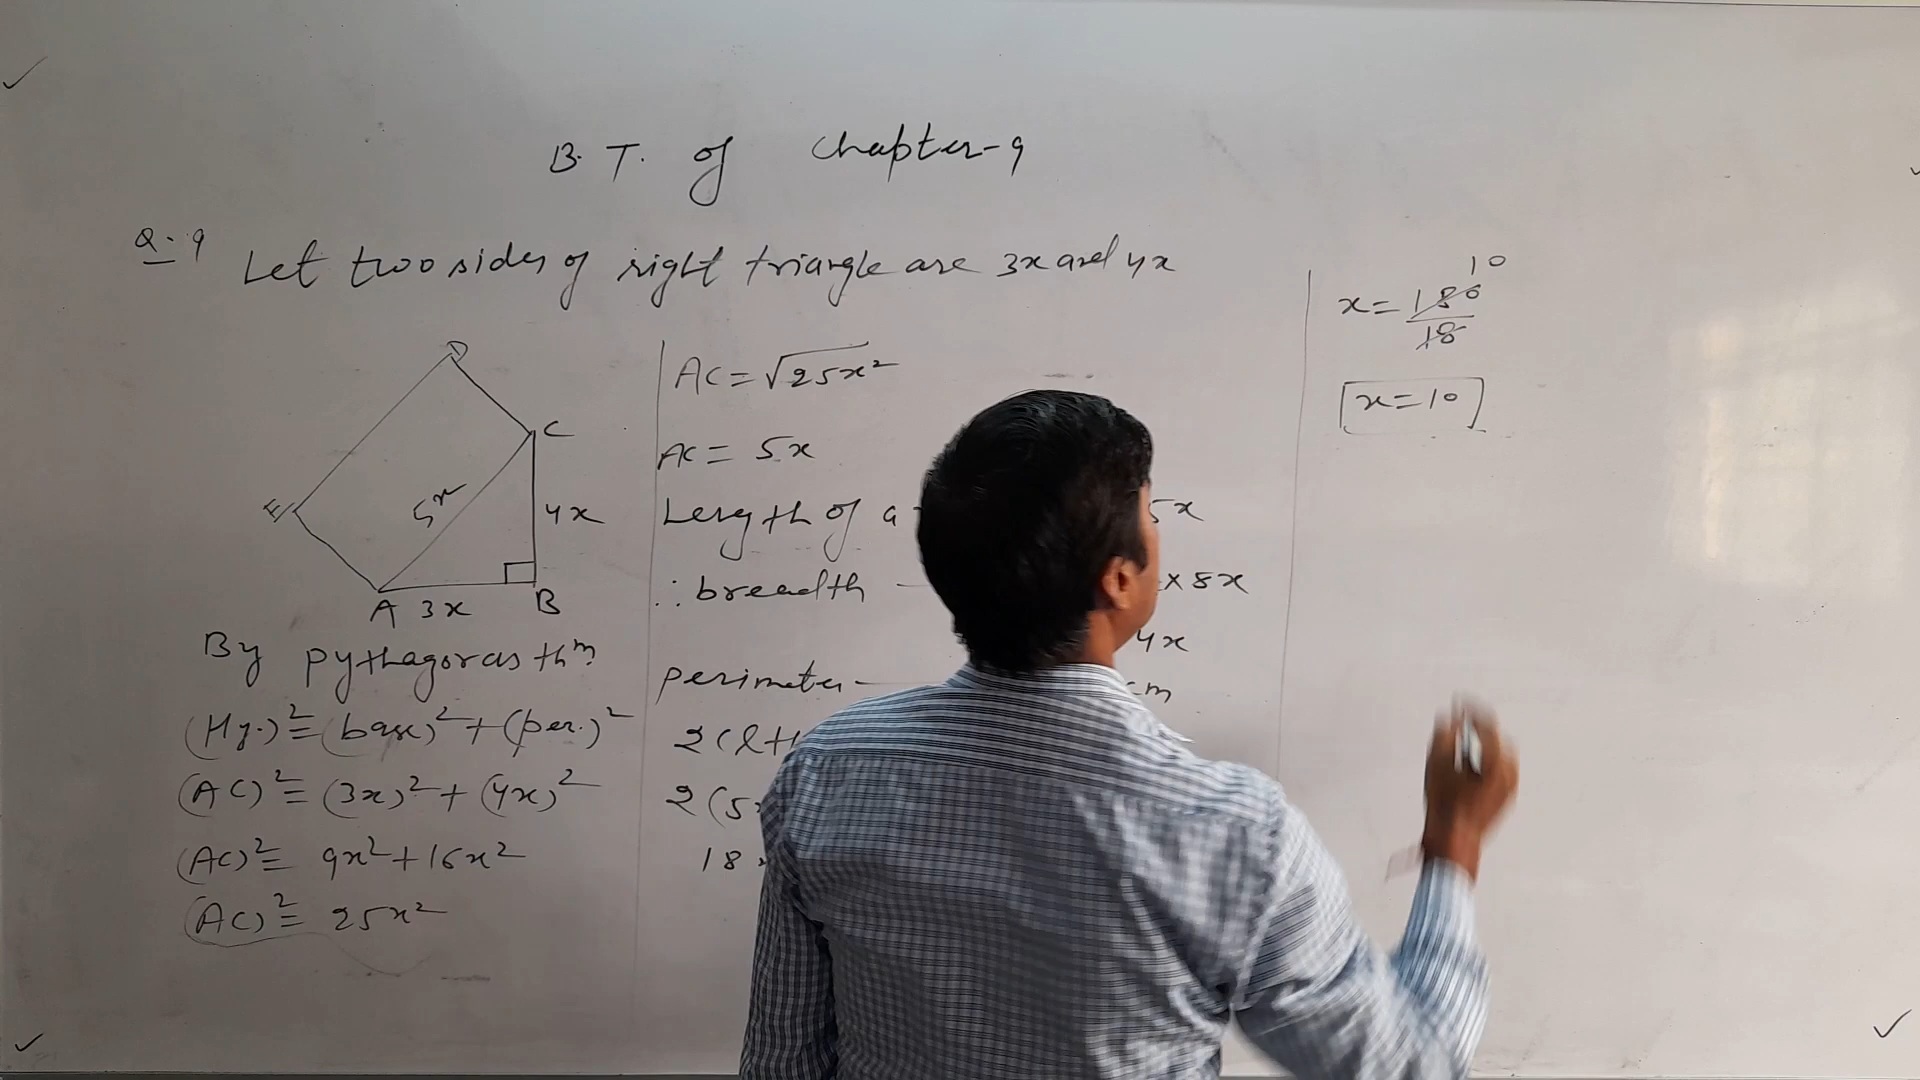 B.T. of chapter-9
Q-9 Let two sides of right triangle are 3x and 4x
D
C
E
5x
4x
A 3x B
By pythagoras thm
(Hy.)² = (base)² + (per.)²
(AC)² = (3x)² + (4x)²
(AC)² = 9x² + 16x²
(AC)² = 25x²
AC = √25x²
AC = 5x
Length of a 5x
∴ breadth — x 5x
4x
perimeter — cm
2(l+
2(5
18
10
x = 180/18
x = 10